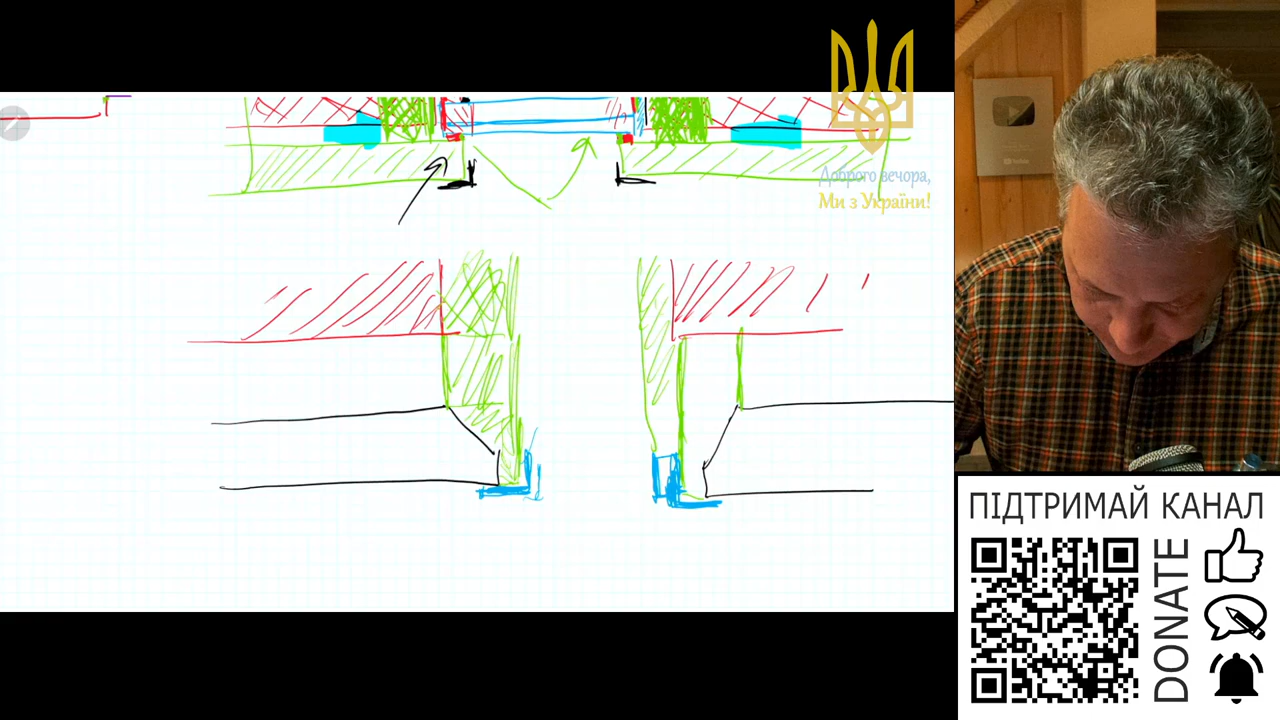 Доброго вечора,
Ми з України!
ПІДТРИМАЙ КАНАЛ
DONATE